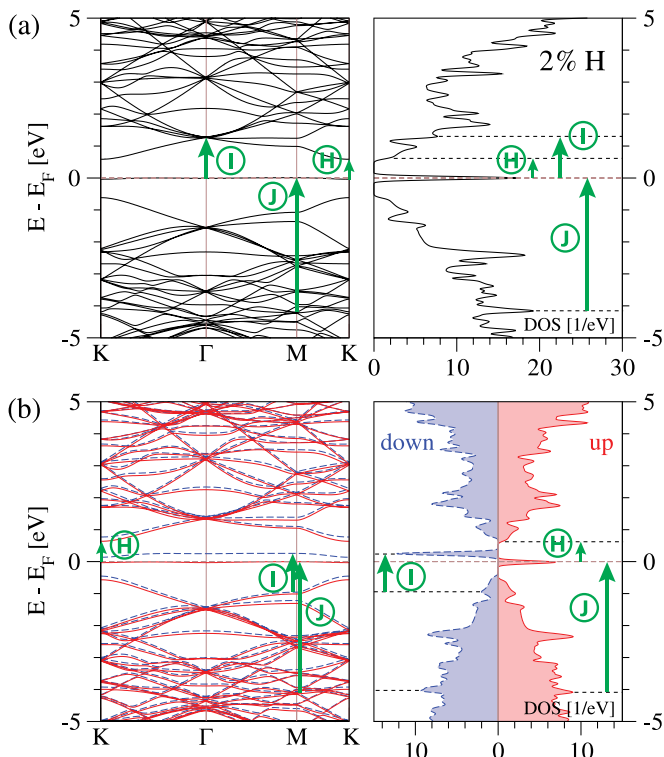 (a)
5
0
-5
E - E_F [eV]
K Γ M K
I
H
J
2% H
I
H
J
DOS [1/eV]
5
0
-5
0 10 20 30
(b)
5
0
-5
E - E_F [eV]
K Γ M K
H
I
J
down up
H
I
J
DOS [1/eV]
5
0
-5
10 0 10